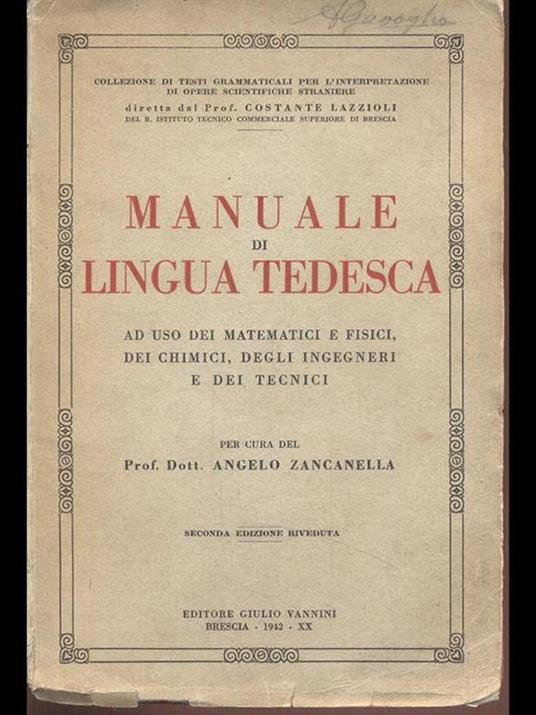 COLLEZIONE DI TESTI GRAMMATICALI PER L'INTERPRETAZIONE
DI OPERE SCIENTIFICHE STRANIERE
diretta dal Prof. COSTANTE LAZZIOLI
DEL R. ISTITUTO TECNICO COMMERCIALE SUPERIORE DI BRESCIA
MANUALE
DI
LINGUA TEDESCA
AD USO DEI MATEMATICI E FISICI,
DEI CHIMICI, DEGLI INGEGNERI
E DEI TECNICI
PER CURA DEL
Prof. Dott. ANGELO ZANCANELLA
SECONDA EDIZIONE RIVEDUTA
EDITORE GIULIO VANNINI
BRESCIA - 1942 - XX